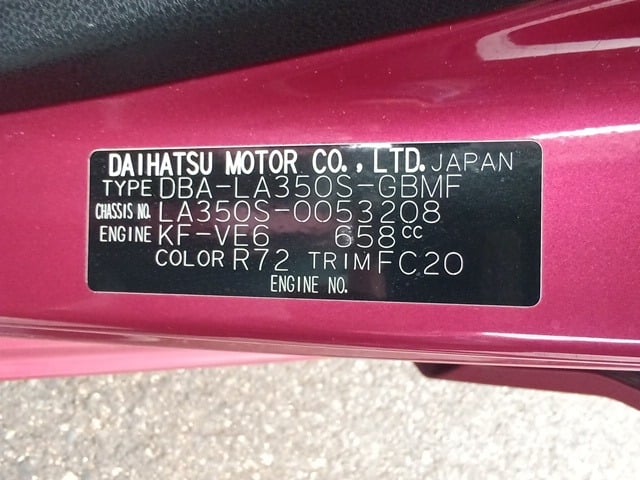 DAIHATSU MOTOR CO., LTD. JAPAN
TYPE DBA-LA350S-GBMF
CHASSIS NO. LA350S-0053208
ENGINE KF-VE6 658cc
COLOR R72 TRIM FC20
ENGINE NO.